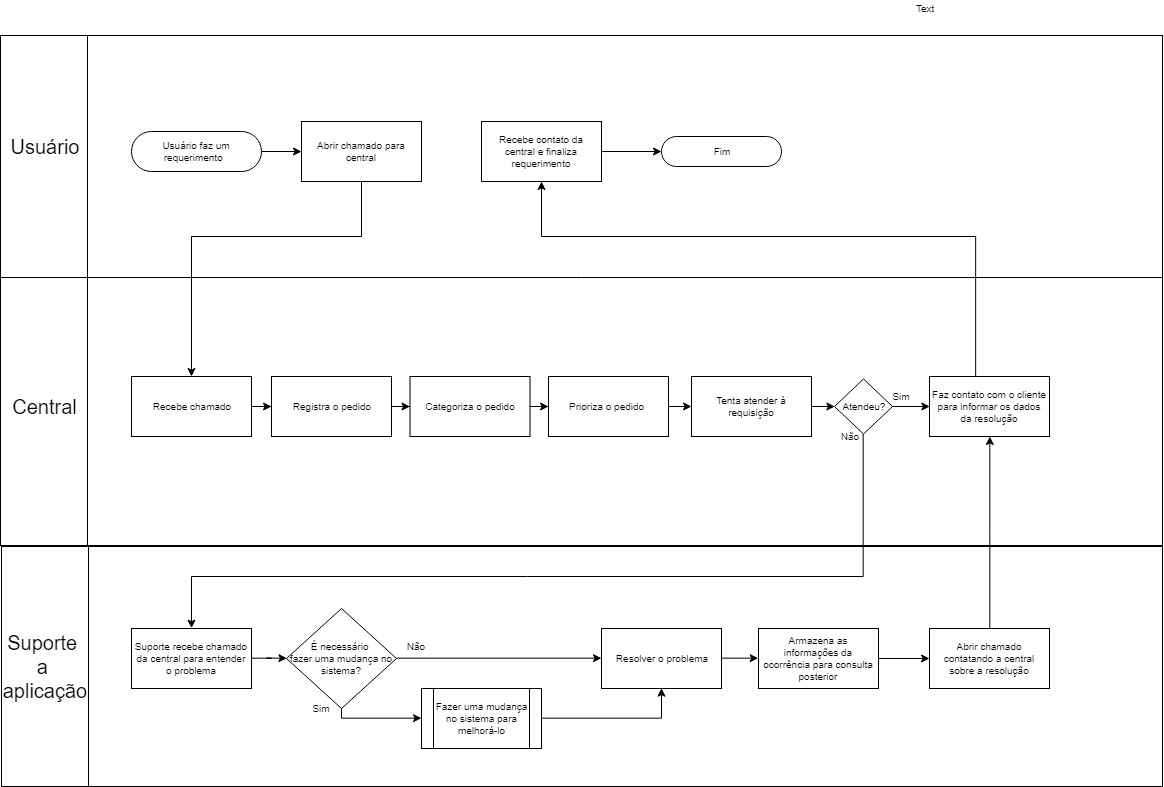 Text
Usuário
Usuário faz um
requerimento
Abrir chamado para
central
Recebe contato da
central e finaliza
requerimento
Fim
Central
Recebe chamado
Registra o pedido
Categoriza o pedido
Prioriza o pedido
Tenta atender à
requisição
Atendeu?
Sim
Não
Faz contato com o cliente
para informar os dados
da resolução
Suporte
a
aplicação
Suporte recebe chamado
da central para entender
o problema
É necessário
fazer uma mudança no
sistema?
Não
Sim
Fazer uma mudança
no sistema para
melhorá-lo
Resolver o problema
Armazena as
informações da
ocorrência para consulta
posterior
Abrir chamado
contatando a central
sobre a resolução